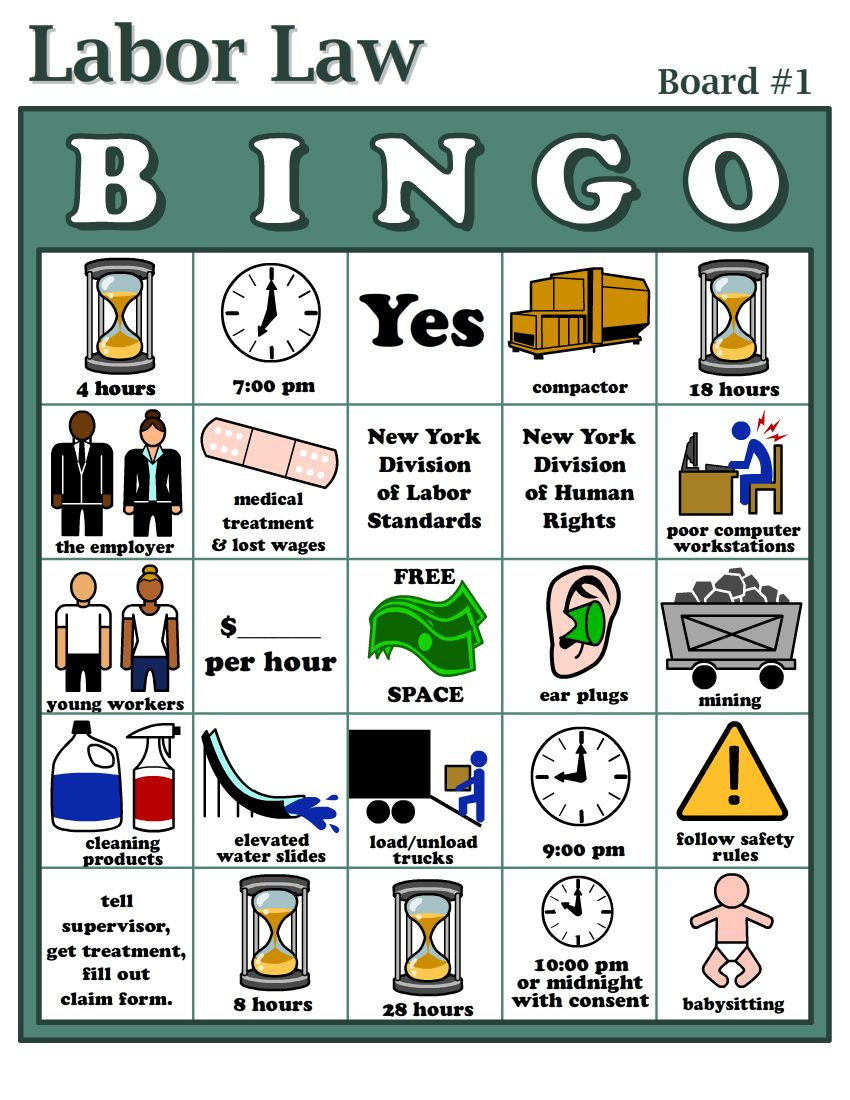 Labor Law
Board #1
B I N G O
4 hours
7:00 pm
Yes
compactor
18 hours
the employer
medical
treatment
& lost wages
New York
Division
of Labor
Standards
New York
Division
of Human
Rights
poor computer
workstations
young workers
$______
per hour
FREE
SPACE
ear plugs
mining
cleaning
products
elevated
water slides
load/unload
trucks
9:00 pm
!
follow safety
rules
tell
supervisor,
get treatment,
fill out
claim form.
8 hours
28 hours
10:00 pm
or midnight
with consent
babysitting